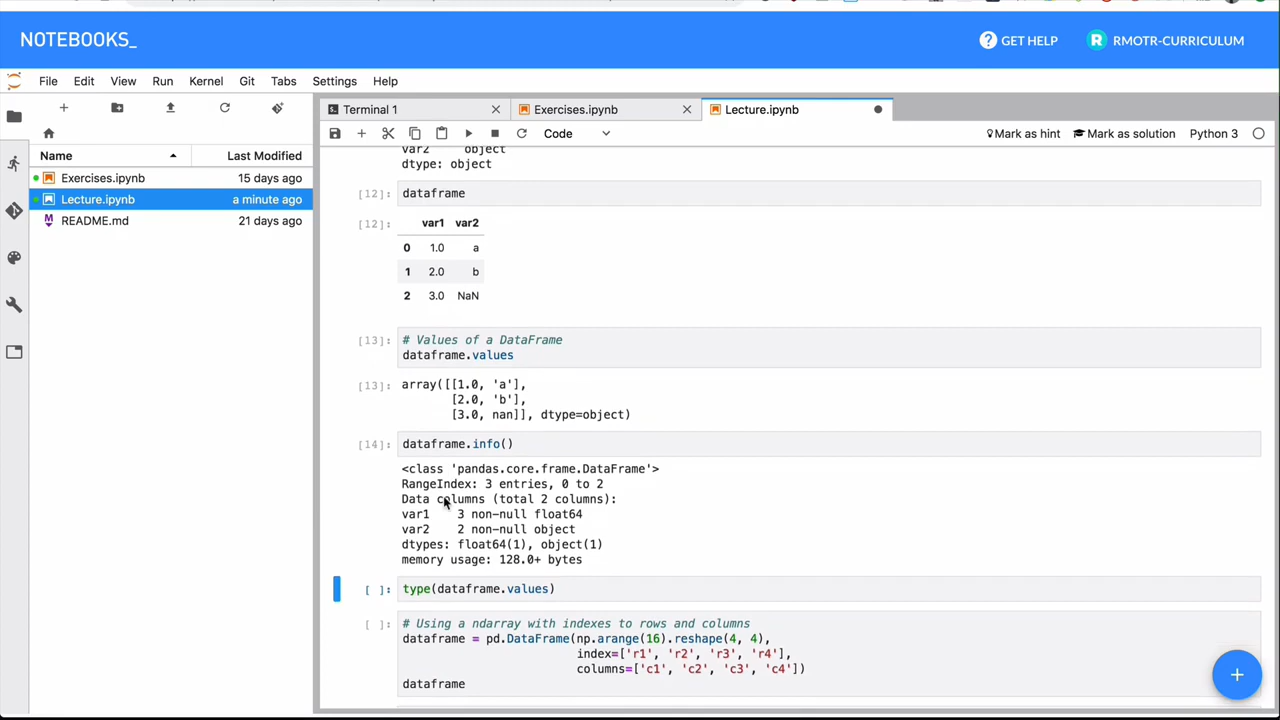 NOTEBOOKS_
GET HELP
R RMOTR-CURRICULUM
File Edit View Run Kernel Git Tabs Settings Help
Name Last Modified
Exercises.ipynb 15 days ago
Lecture.ipynb a minute ago
README.md 21 days ago
Terminal 1
Exercises.ipynb
Lecture.ipynb
Code
Mark as hint
Mark as solution
Python 3
var2 object
dtype: object
[12]: dataframe
[12]: var1 var2
0 1.0 a
1 2.0 b
2 3.0 NaN
[13]: # Values of a DataFrame
dataframe.values
[13]: array([[1.0, 'a'],
[2.0, 'b'],
[3.0, nan]], dtype=object)
[14]: dataframe.info()
<class 'pandas.core.frame.DataFrame'>
RangeIndex: 3 entries, 0 to 2
Data columns (total 2 columns):
var1 3 non-null float64
var2 2 non-null object
dtypes: float64(1), object(1)
memory usage: 128.0+ bytes
[ ]: type(dataframe.values)
[ ]: # Using a ndarray with indexes to rows and columns
dataframe = pd.DataFrame(np.arange(16).reshape(4, 4),
index=['r1', 'r2', 'r3', 'r4'],
columns=['c1', 'c2', 'c3', 'c4'])
dataframe